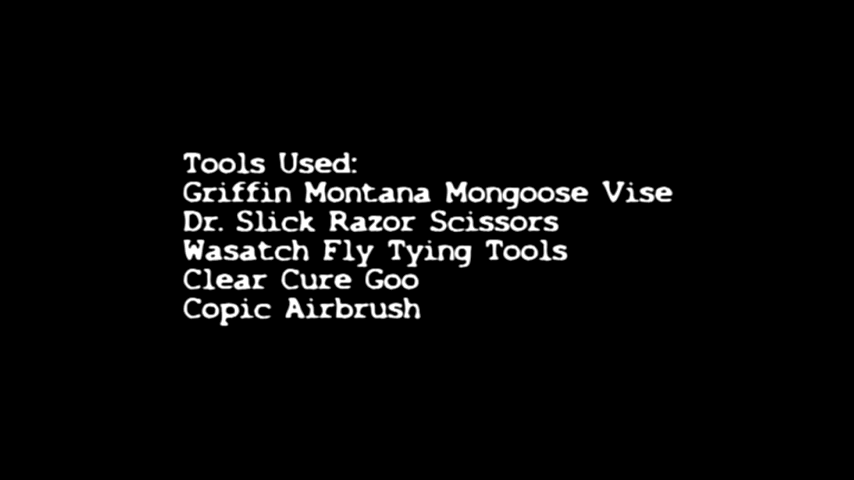 Tools Used:
Griffin Montana Mongoose Vise
Dr. Slick Razor Scissors
Wasatch Fly Tying Tools
Clear Cure Goo
Copic Airbrush